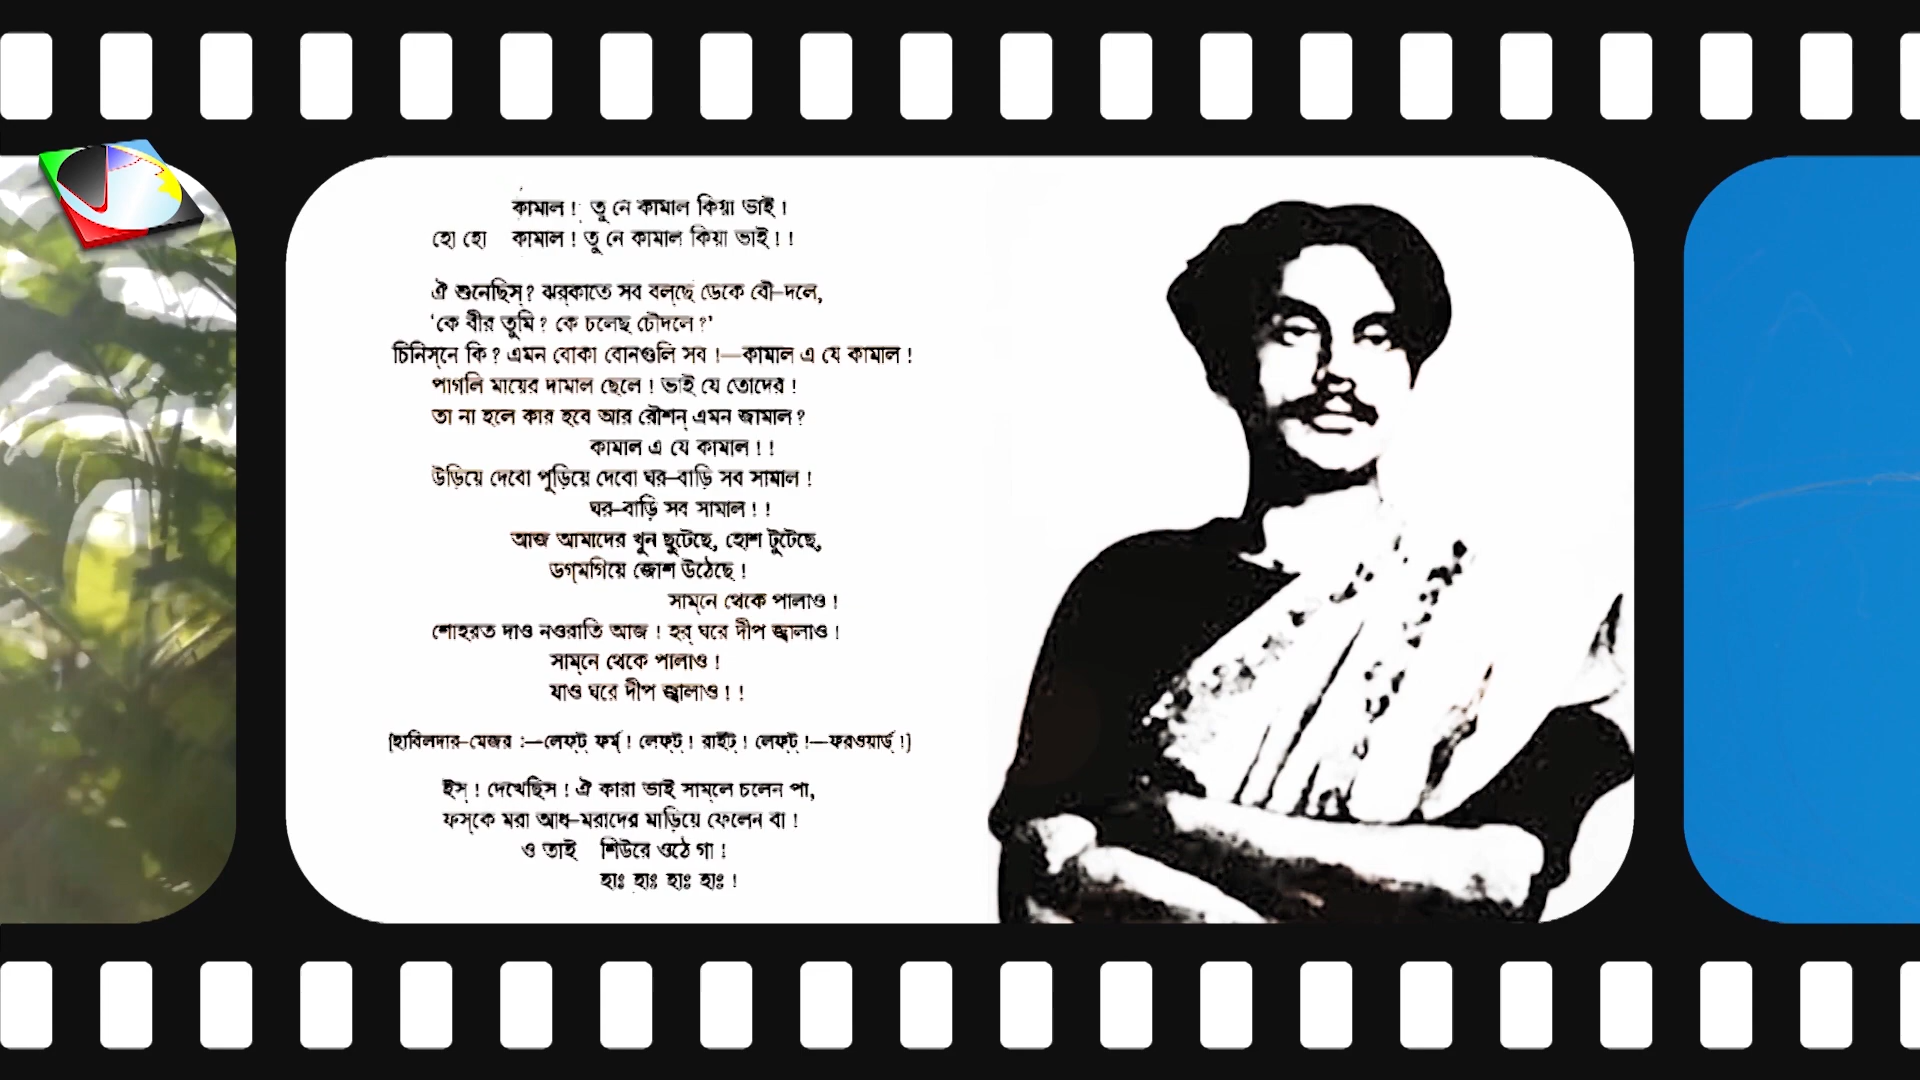 কামাল ! তু নে কামাল কিয়া ভাই !
হো হো কামাল ! তু নে কামাল কিয়া ভাই ! !
ঐ শুনেছিস্? ঝর্‌কাতে সব বল্‌ছে ডেকে বৌ–দলে,
'কে বীর তুমি? কে চলেছ চৌদলে?'
চিনিস্‌নে কি? এমন বোকা বোনগুলি সব !—কামাল এ যে কামাল !
পাগলি মায়ের দামাল ছেলে ! ভাই যে তোদের !
তা না হলে কার হবে আর রৌশন্ এমন জামাল?
কামাল এ যে কামাল ! !
উড়িয়ে দেবো পুড়িয়ে দেবো ঘর–বাড়ি সব সামাল !
ঘর–বাড়ি সব সামাল ! !
আজ আমাদের খুন ছুটেছে, হোশ টুটেছে,
ডগ্‌মগিয়ে জোশ উঠেছে !
সাম্‌নে থেকে পালাও !
শোহরত দাও নওরাতি আজ ! হর্ ঘরে দীপ জ্বালাও !
সাম্‌নে থেকে পালাও !
যাও ঘরে দীপ জ্বালাও ! !
[হাবিলদার–মেজর :—লেফ্‌ট্ ফর্ম্ ! লেফ্‌ট্ ! রাইট্ ! লেফ্‌ট্ !—ফরওয়ার্ড্ !]
ইস্ ! দেখেছিস ! ঐ কারা ভাই সাম্‌লে চলেন পা,
ফস্‌কে মরা আধ–মরাদের মাড়িয়ে ফেলেন বা !
ও তাই শিউরে ওঠে গা !
হাঃ হাঃ হাঃ হাঃ !